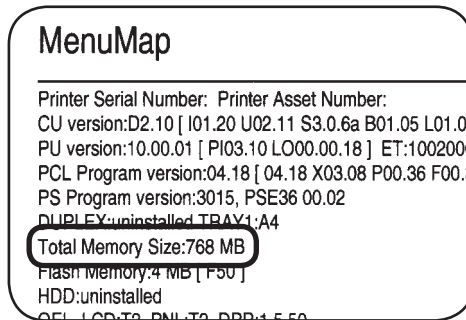 MenuMap
Printer Serial Number: Printer Asset Number:
CU version:D2.10 [ I01.20 U02.11 S3.0.6a B01.05 L01.0
PU version:10.00.01 [ PI03.10 LO00.00.18 ] ET:1002000
PCL Program version:04.18 [ 04.18 X03.08 P00.36 F00.
PS Program version:3015, PSE36 00.02
DUPLEX:uninstalled TRAY1:A4
Total Memory Size:768 MB
Flash Memory:4 MB [ F50 ]
HDD:uninstalled